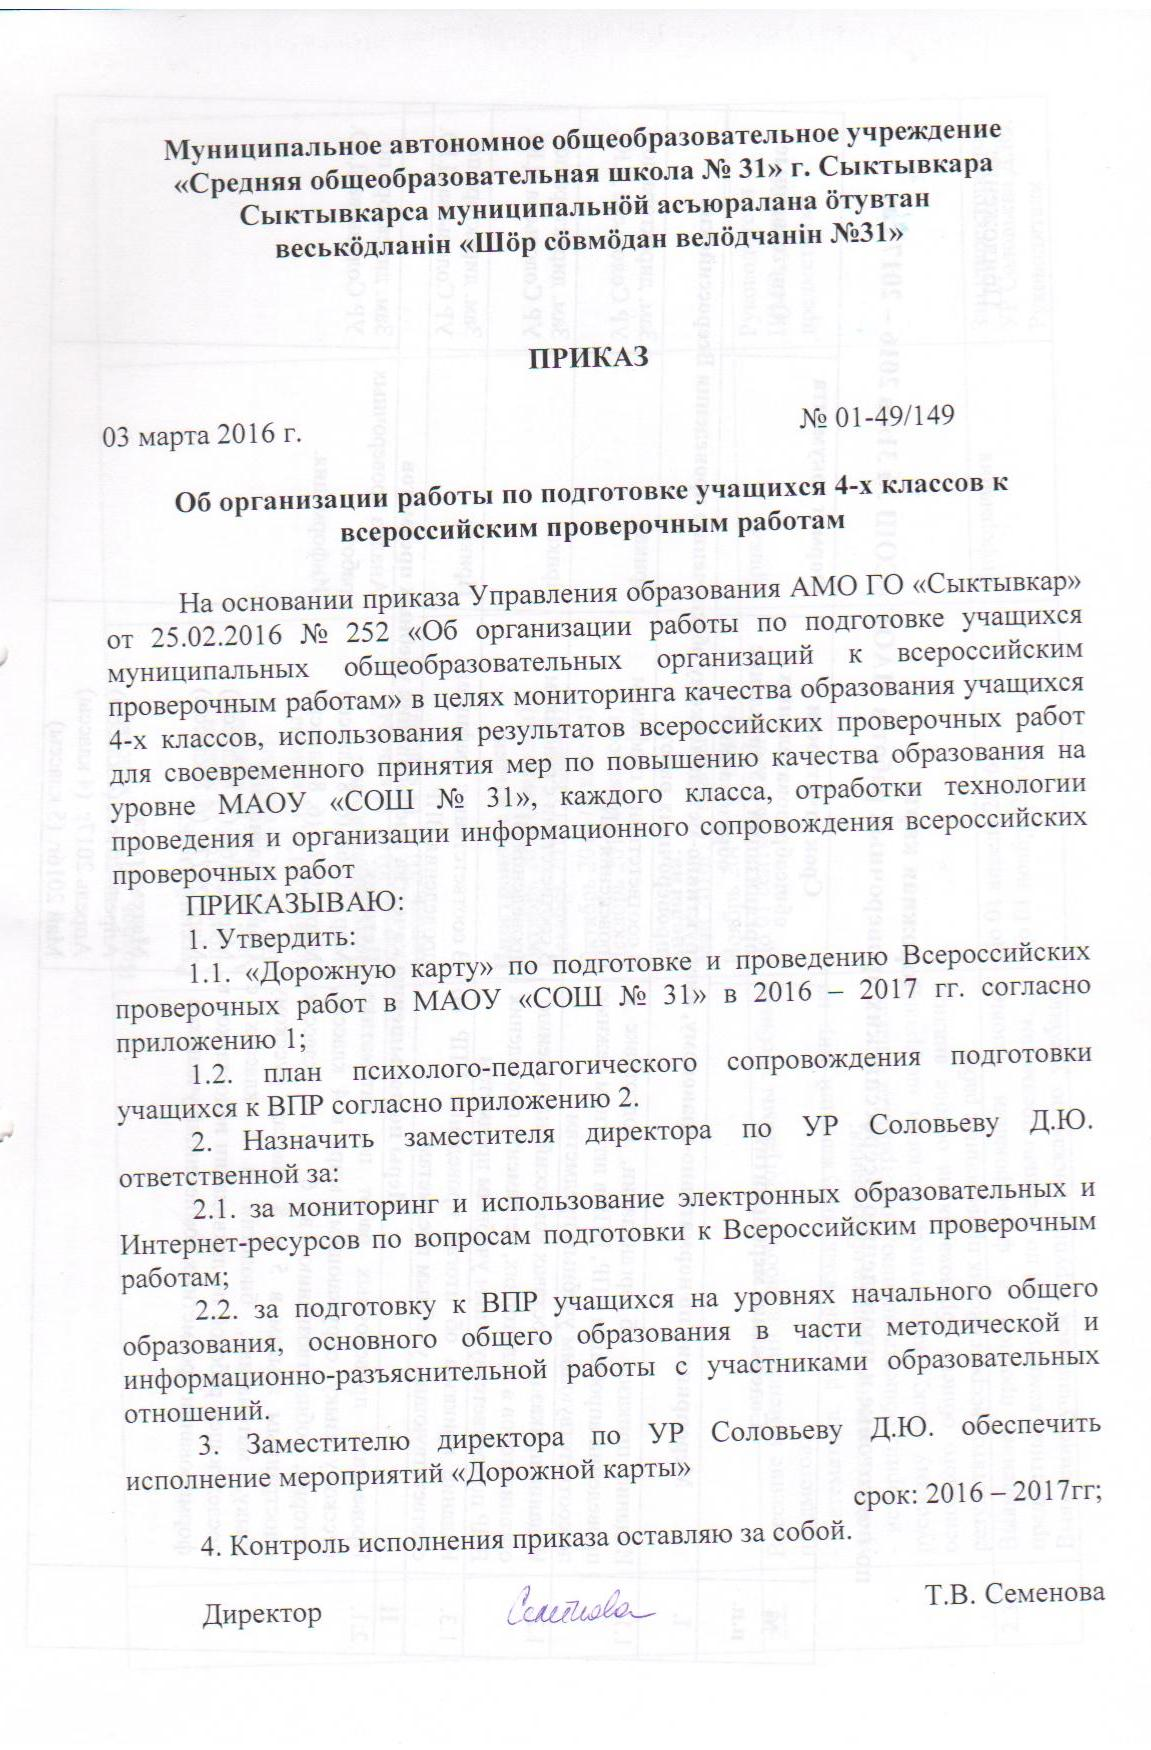 Муниципальное автономное общеобразовательное учреждение
«Средняя общеобразовательная школа № 31» г. Сыктывкара
Сыктывкарса муниципальнӧй асъюралана ӧтувтан
веськӧдланiн «Шӧр сӧвмӧдан велӧдчанiн №31»
ПРИКАЗ
03 марта 2016 г. № 01-49/149
Об организации работы по подготовке учащихся 4-х классов к
всероссийским проверочным работам
На основании приказа Управления образования АМО ГО «Сыктывкар»
от 25.02.2016 № 252 «Об организации работы по подготовке учащихся
муниципальных общеобразовательных организаций к всероссийским
проверочным работам» в целях мониторинга качества образования учащихся
4-х классов, использования результатов всероссийских проверочных работ
для своевременного принятия мер по повышению качества образования на
уровне МАОУ «СОШ № 31», каждого класса, отработки технологии
проведения и организации информационного сопровождения всероссийских
проверочных работ
ПРИКАЗЫВАЮ:
1. Утвердить:
1.1. «Дорожную карту» по подготовке и проведению Всероссийских
проверочных работ в МАОУ «СОШ № 31» в 2016 – 2017 гг. согласно
приложению 1;
1.2. план психолого-педагогического сопровождения подготовки
учащихся к ВПР согласно приложению 2.
2. Назначить заместителя директора по УР Соловьеву Д.Ю.
ответственной за:
2.1. за мониторинг и использование электронных образовательных и
Интернет-ресурсов по вопросам подготовки к Всероссийским проверочным
работам;
2.2. за подготовку к ВПР учащихся на уровнях начального общего
образования, основного общего образования в части методической и
информационно-разъяснительной работы с участниками образовательных
отношений.
3. Заместителю директора по УР Соловьеву Д.Ю. обеспечить
исполнение мероприятий «Дорожной карты»
срок: 2016 – 2017гг;
4. Контроль исполнения приказа оставляю за собой.
Директор Семенова Т.В. Семенова